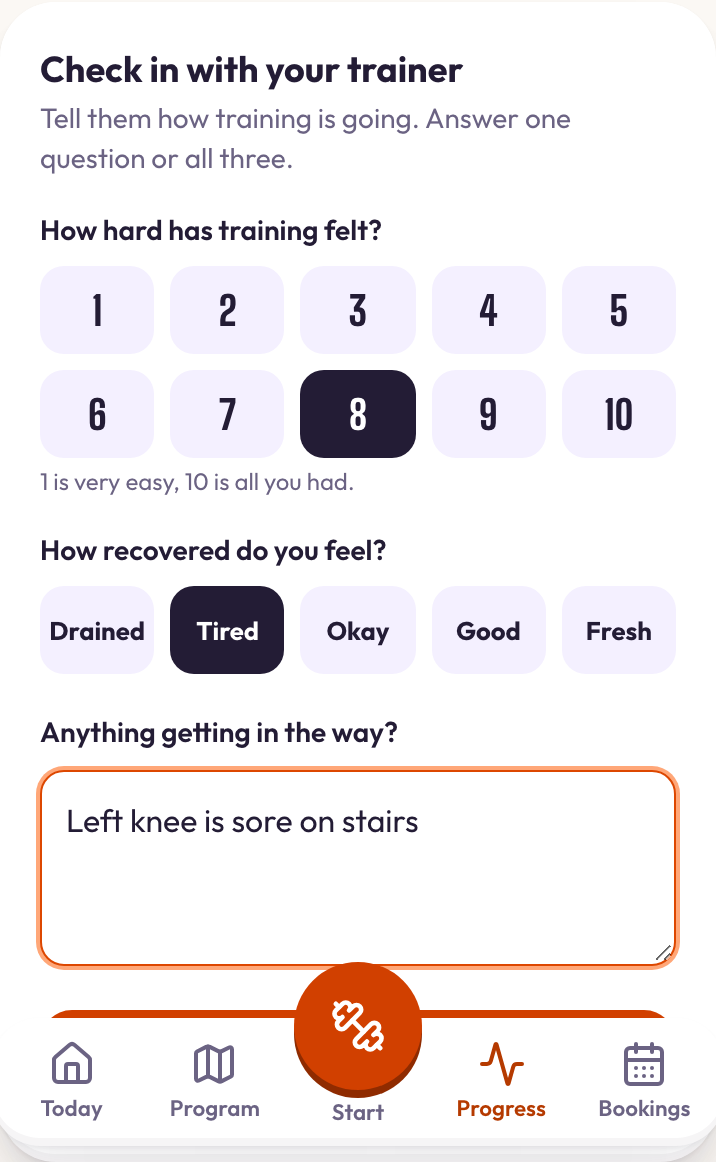 Check in with your trainer
Tell them how training is going. Answer one
question or all three.
How hard has training felt?
1 2 3 4 5
6 7 8 9 10
1 is very easy, 10 is all you had.
How recovered do you feel?
Drained Tired Okay Good Fresh
Anything getting in the way?
Left knee is sore on stairs
Today Program Start Progress Bookings